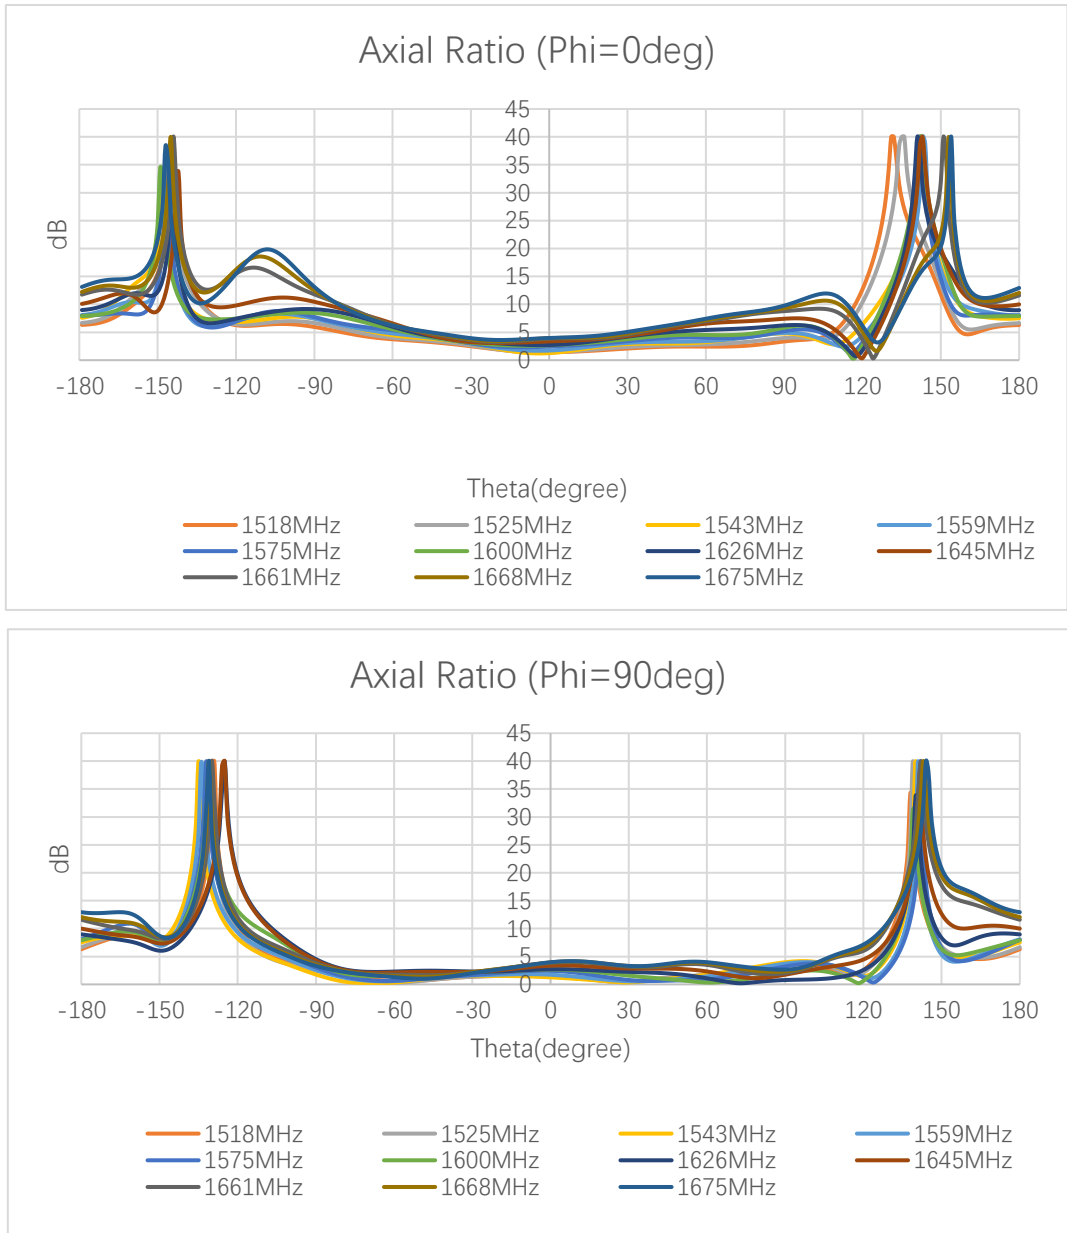 Axial Ratio (Phi=0deg)
45
40
35
30
25
20
15
10
5
0
dB
-180 -150 -120 -90 -60 -30 0 30 60 90 120 150 180
Theta(degree)
1518MHz 1525MHz 1543MHz 1559MHz
1575MHz 1600MHz 1626MHz 1645MHz
1661MHz 1668MHz 1675MHz
Axial Ratio (Phi=90deg)
45
40
35
30
25
20
15
10
5
0
dB
-180 -150 -120 -90 -60 -30 0 30 60 90 120 150 180
Theta(degree)
1518MHz 1525MHz 1543MHz 1559MHz
1575MHz 1600MHz 1626MHz 1645MHz
1661MHz 1668MHz 1675MHz